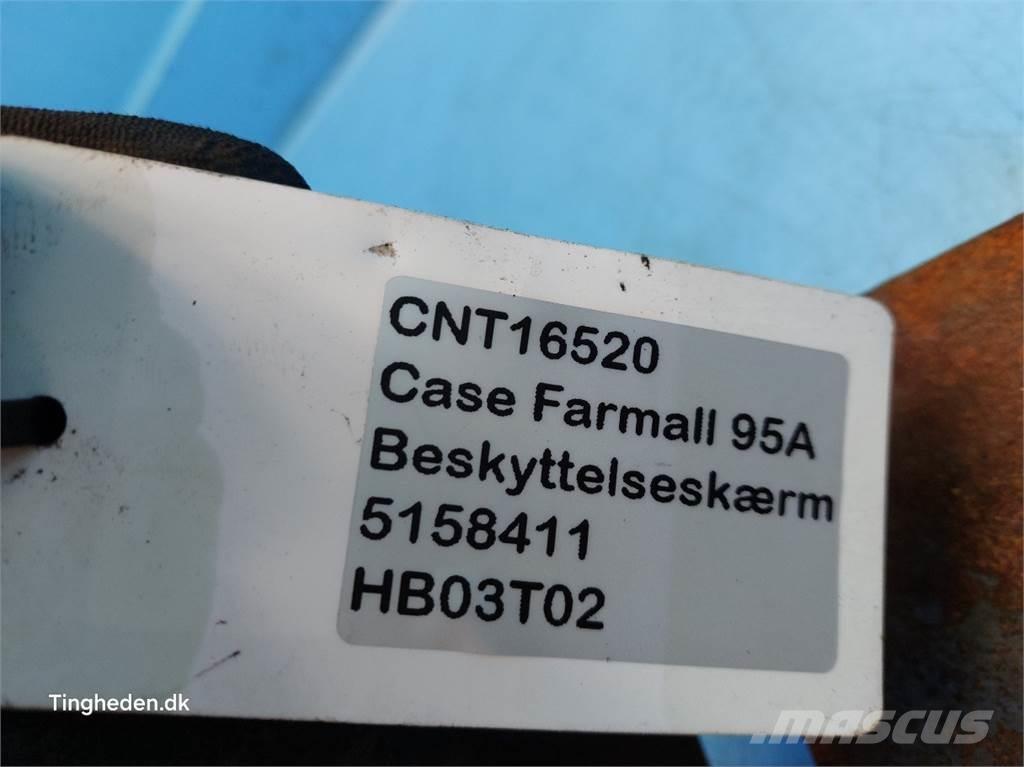 CNT16520
Case Farmall 95A
Beskyttelseskærm
5158411
HB03T02
Tingheden.dk
MASCUS